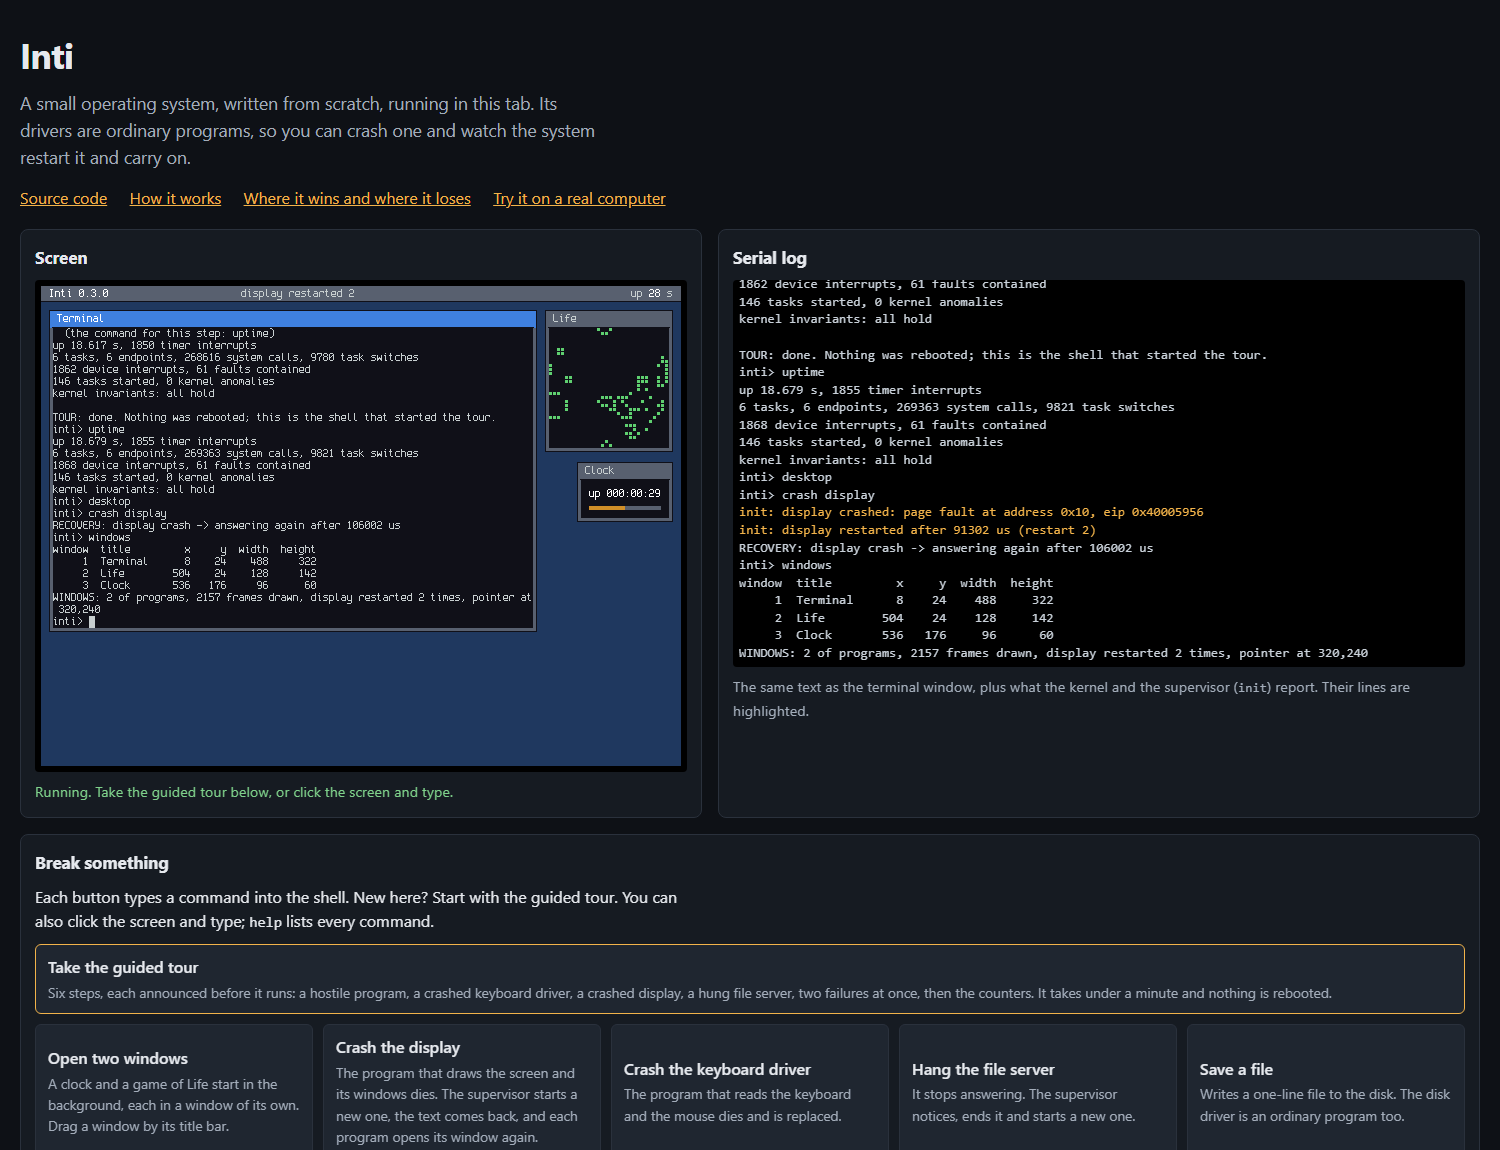 Inti
A small operating system, written from scratch, running in this tab. Its
drivers are ordinary programs, so you can crash one and watch the system
restart it and carry on.
Source code How it works Where it wins and where it loses Try it on a real computer
Screen
Inti 0.3.0 display restarted 2 up 28 s
Terminal
(the command for this step: uptime)
up 18.617 s, 1850 timer interrupts
6 tasks, 6 endpoints, 268616 system calls, 9780 task switches
1862 device interrupts, 61 faults contained
146 tasks started, 0 kernel anomalies
kernel invariants: all hold
TOUR: done. Nothing was rebooted; this is the shell that started the tour.
inti> uptime
up 18.679 s, 1855 timer interrupts
6 tasks, 6 endpoints, 269363 system calls, 9821 task switches
1868 device interrupts, 61 faults contained
146 tasks started, 0 kernel anomalies
kernel invariants: all hold
inti> desktop
inti> crash display
RECOVERY: display crash -> answering again after 106002 us
inti> windows
window title x y width height
1 Terminal 8 24 488 322
2 Life 504 24 128 142
3 Clock 536 176 96 60
WINDOWS: 2 of programs, 2157 frames drawn, display restarted 2 times, pointer at
320,240
inti>
Life
Clock
up 000:00:29
Running. Take the guided tour below, or click the screen and type.
Serial log
1862 device interrupts, 61 faults contained
146 tasks started, 0 kernel anomalies
kernel invariants: all hold
TOUR: done. Nothing was rebooted; this is the shell that started the tour.
inti> uptime
up 18.679 s, 1855 timer interrupts
6 tasks, 6 endpoints, 269363 system calls, 9821 task switches
1868 device interrupts, 61 faults contained
146 tasks started, 0 kernel anomalies
kernel invariants: all hold
inti> desktop
inti> crash display
init: display crashed: page fault at address 0x10, eip 0x40005956
init: display restarted after 91302 us (restart 2)
RECOVERY: display crash -> answering again after 106002 us
inti> windows
window title x y width height
1 Terminal 8 24 488 322
2 Life 504 24 128 142
3 Clock 536 176 96 60
WINDOWS: 2 of programs, 2157 frames drawn, display restarted 2 times, pointer at 320,240
The same text as the terminal window, plus what the kernel and the supervisor (init) report. Their lines are
highlighted.
Break something
Each button types a command into the shell. New here? Start with the guided tour. You can
also click the screen and type; help lists every command.
Take the guided tour
Six steps, each announced before it runs: a hostile program, a crashed keyboard driver, a crashed display, a hung file server, two failures at once, then the counters. It takes under a minute and nothing is rebooted.
Open two windows
A clock and a game of Life start in the
background, each in a window of its own.
Drag a window by its title bar.
Crash the display
The program that draws the screen and
its windows dies. The supervisor starts a
new one, the text comes back, and each
program opens its window again.
Crash the keyboard driver
The program that reads the keyboard
and the mouse dies and is replaced.
Hang the file server
It stops answering. The supervisor
notices, ends it and starts a new one.
Save a file
Writes a one-line file to the disk. The disk
driver is an ordinary program too.